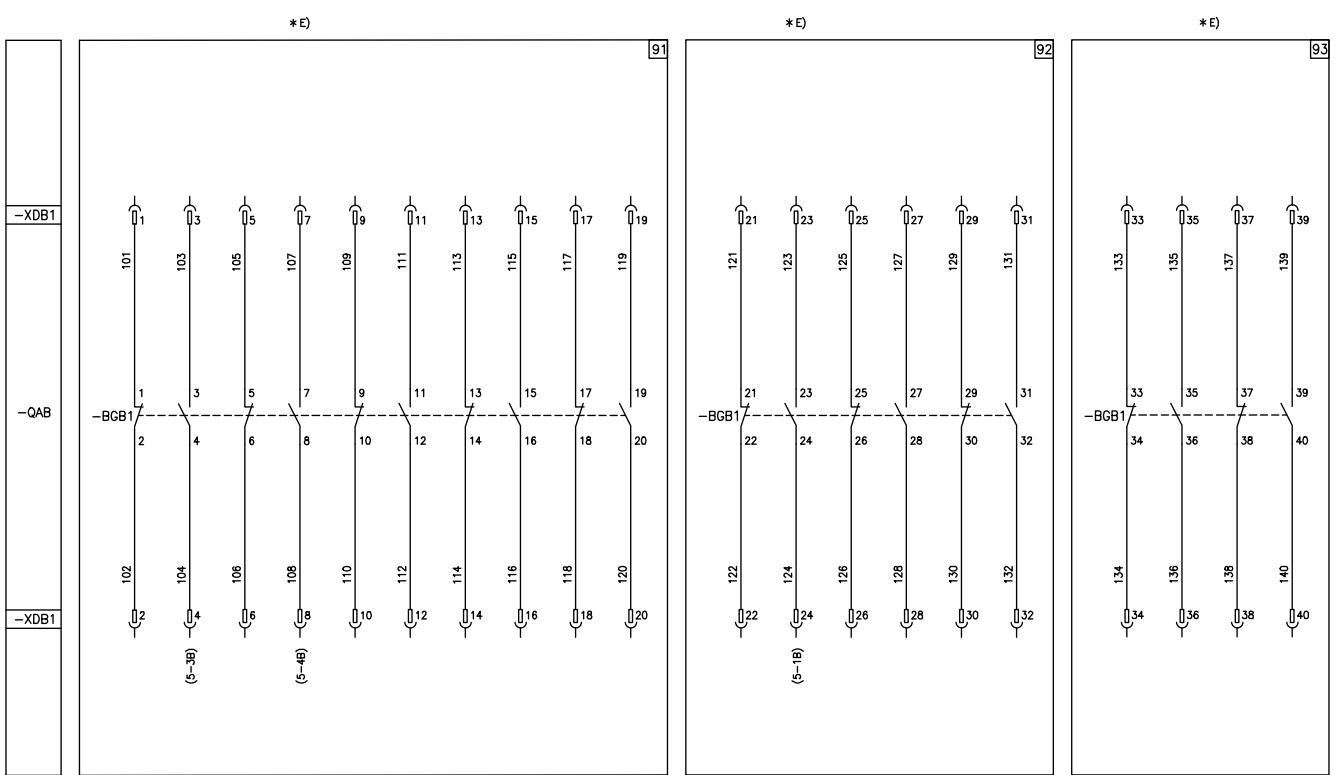 *E) *E) *E)
91 92 93
-XDB1 1 3 5 7 9 11 13 15 17 19 21 23 25 27 29 31 33 35 37 39
101 103 105 107 109 111 113 115 117 119 121 123 125 127 129 131 133 135 137 139
1 3 5 7 9 11 13 15 17 19 21 23 25 27 29 31 33 35 37 39
-QAB -BGB1 -BGB1 -BGB1
2 4 6 8 10 12 14 16 18 20 22 24 26 28 30 32 34 36 38 40
102 104 106 108 110 112 114 116 118 120 122 124 126 128 130 132 134 136 138 140
-XDB1 2 4 6 8 10 12 14 16 18 20 22 24 26 28 30 32 34 36 38 40
(5-3B) (5-4B) (5-1B)